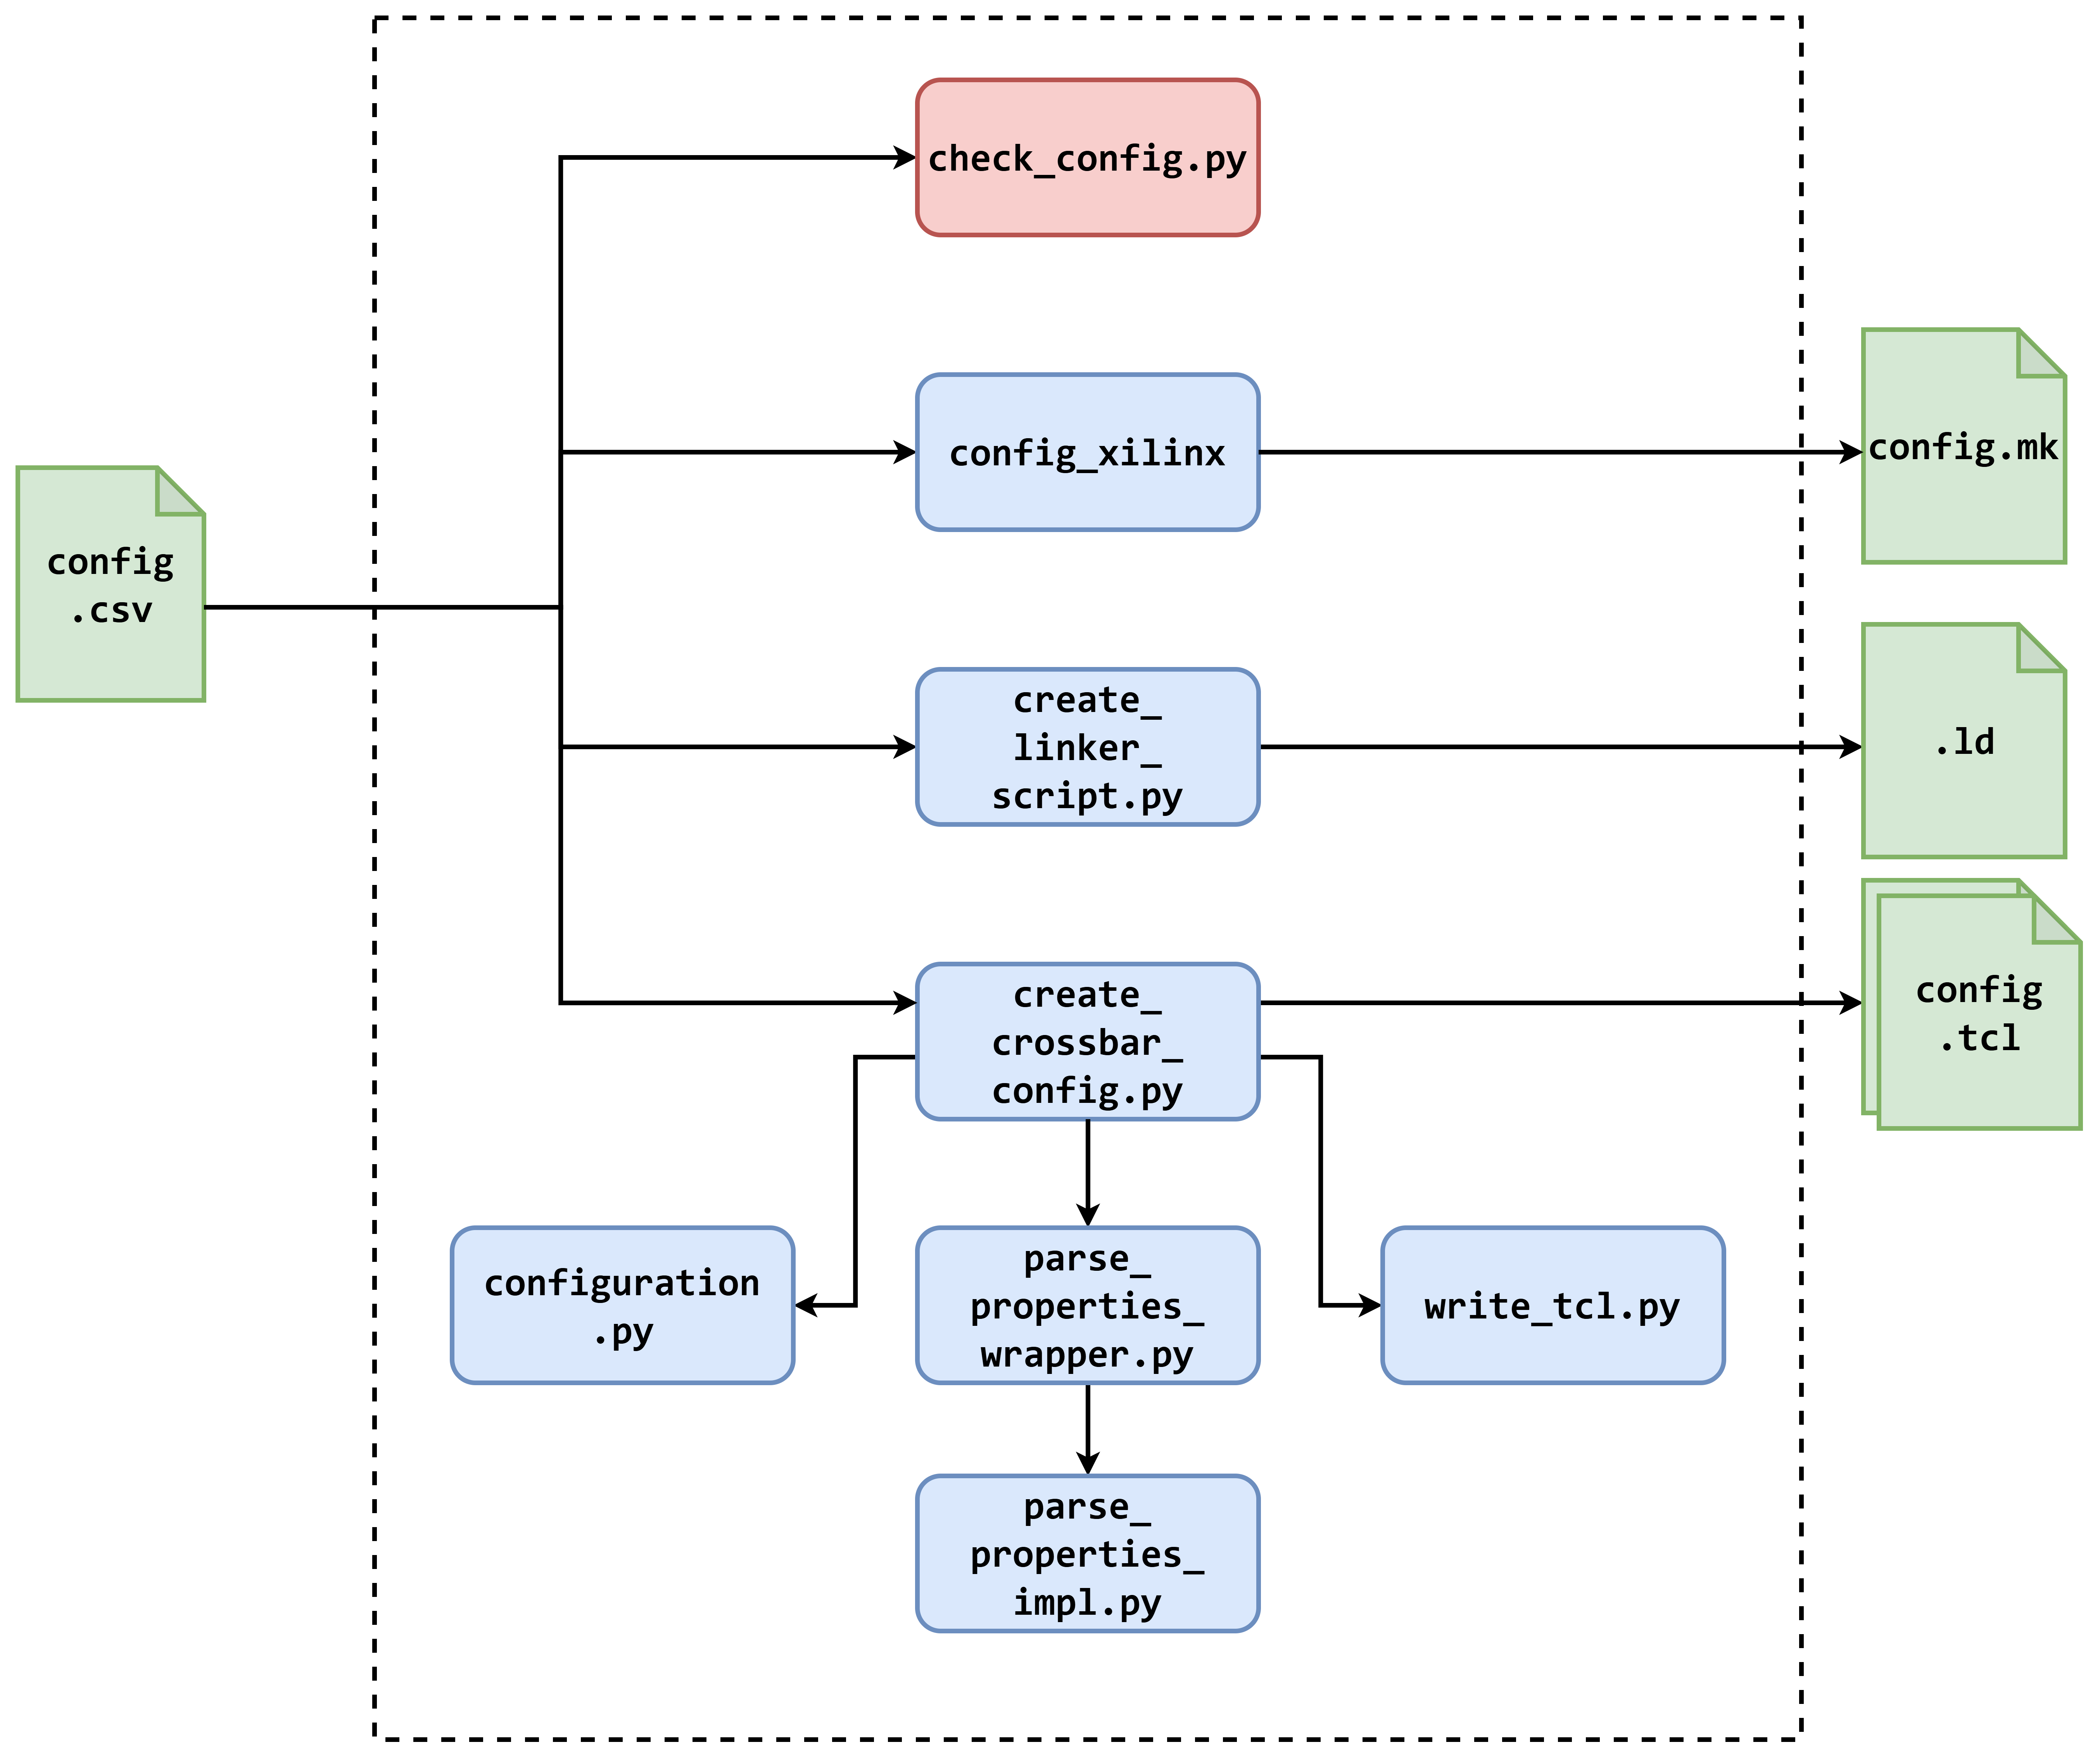 check_config.py
config_xilinx
config.mk
config
.csv
create_
linker_
script.py
.ld
create_
crossbar_
config.py
config
.tcl
configuration
.py
parse_
properties_
wrapper.py
write_tcl.py
parse_
properties_
impl.py